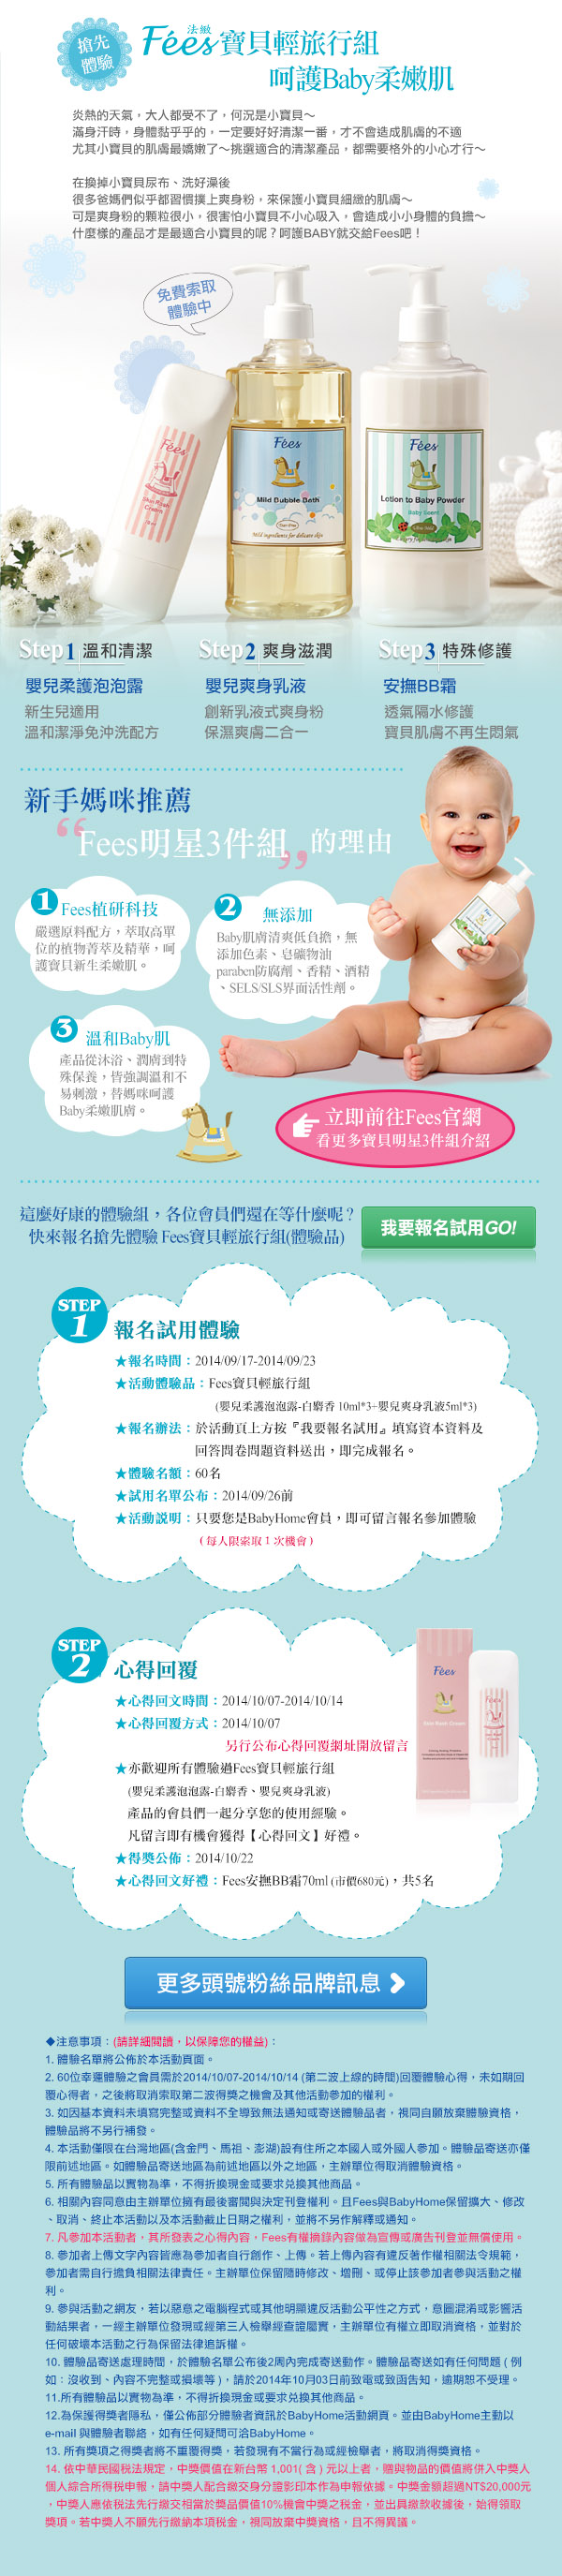 搶先
體驗
Fées 法緻 寶貝輕旅行組
呵護Baby柔嫩肌
炎熱的天氣，大人都受不了，何況是小寶貝～
滿身汗時，身體黏乎乎的，一定要好好清潔一番，才不會造成肌膚的不適
尤其小寶貝的肌膚最嬌嫩了～挑選適合的清潔產品，都需要格外的小心才行～
在換掉小寶貝尿布、洗好澡後
很多爸媽們似乎都習慣撲上爽身粉，來保護小寶貝細緻的肌膚～
可是爽身粉的顆粒很小，很害怕小寶貝不小心吸入，會造成小小身體的負擔～
什麼樣的產品才是最適合小寶貝的呢？呵護BABY就交給Fees吧！
免費索取
體驗中
Fées
Skin Rash
Cream
Fées
Mild Bubble Bath
Mild ingredients for delicate skin
Fées
Lotion to Baby Powder
Step1 溫和清潔
嬰兒柔護泡泡露
新生兒適用
溫和潔淨免沖洗配方
Step2 爽身滋潤
嬰兒爽身乳液
創新乳液式爽身粉
保濕爽膚二合一
Step3 特殊修護
安撫BB霜
透氣隔水修護
寶貝肌膚不再生悶氣
新手媽咪推薦
“Fees明星3件組” 的理由
1 Fees植研科技
嚴選原料配方，萃取高單
位的植物菁萃及精華，呵
護寶貝新生柔嫩肌。
2 無添加
Baby肌膚清爽低負擔，無
添加色素、皂礦物油
paraben防腐劑、香精、酒精
、SELS/SLS界面活性劑。
3 溫和Baby肌
產品從沐浴、潤膚到特
殊保養，皆強調溫和不
易刺激，替媽咪呵護
Baby柔嫩肌膚。
立即前往Fees官網
看更多寶貝明星3件組介紹
這麼好康的體驗組，各位會員們還在等什麼呢？
快來報名搶先體驗 Fees寶貝輕旅行組(體驗品)
我要報名試用GO!
STEP
1
報名試用體驗
★報名時間：2014/09/17-2014/09/23
★活動體驗品：Fees寶貝輕旅行組
(嬰兒柔護泡泡露-白麝香 10ml*3+嬰兒爽身乳液5ml*3)
★報名辦法：於活動頁上方按『我要報名試用』填寫資本資料及
回答問卷問題資料送出，即完成報名。
★體驗名額：60名
★試用名單公布：2014/09/26前
★活動說明：只要您是BabyHome會員，即可留言報名參加體驗
( 每人限索取 1 次機會 )
STEP
2
心得回覆
★心得回文時間：2014/10/07-2014/10/14
★心得回覆方式：2014/10/07
另行公布心得回覆網址開放留言
★亦歡迎所有體驗過Fees寶貝輕旅行組
(嬰兒柔護泡泡露-白麝香、嬰兒爽身乳液)
產品的會員們一起分享您的使用經驗。
凡留言即有機會獲得【心得回文】好禮。
★得獎公佈：2014/10/22
★心得回文好禮：Fees安撫BB霜70ml (市價680元)，共5名
Fées
Fées
更多頭號粉絲品牌訊息 ❯
◆注意事項：(請詳細閱讀，以保障您的權益)：
1. 體驗名單將公佈於本活動頁面。
2. 60位幸運體驗之會員需於2014/10/07-2014/10/14 (第二波上線的時間)回覆體驗心得，未如期回
覆心得者，之後將取消索取第二波得獎之機會及其他活動參加的權利。
3. 如因基本資料未填寫完整或資料不全導致無法通知或寄送體驗品者，視同自願放棄體驗資格，
體驗品將不另行補發。
4. 本活動僅限在台灣地區(含金門、馬祖、澎湖)設有住所之本國人或外國人參加。體驗品寄送亦僅
限前述地區。如體驗品寄送地區為前述地區以外之地區，主辦單位得取消體驗資格。
5. 所有體驗品以實物為準，不得折換現金或要求兌換其他商品。
6. 相關內容同意由主辦單位擁有最後審閱與決定刊登權利。且Fees與BabyHome保留擴大、修改
、取消、終止本活動以及本活動截止日期之權利，並將不另作解釋或通知。
7. 凡參加本活動者，其所發表之心得內容，Fees有權摘錄內容做為宣傳或廣告刊登並無償使用。
8. 參加者上傳文字內容皆應為參加者自行創作、上傳。若上傳內容有違反著作權相關法令規範，
參加者需自行擔負相關法律責任。主辦單位保留隨時修改、增刪、或停止該參加者參與活動之權
利。
9. 參與活動之網友，若以惡意之電腦程式或其他明顯違反活動公平性之方式，意圖混淆或影響活
動結果者，一經主辦單位發現或經第三人檢舉經查證屬實，主辦單位有權立即取消資格，並對於
任何破壞本活動之行為保留法律追訴權。
10. 體驗品寄送處理時間，於體驗名單公布後2周內完成寄送動作。體驗品寄送如有任何問題 ( 例
如：沒收到、內容不完整或損壞等 )，請於2014年10月03日前致電或致函告知，逾期恕不受理。
11.所有體驗品以實物為準，不得折換現金或要求兌換其他商品。
12.為保護得獎者隱私，僅公佈部分體驗者資訊於BabyHome活動網頁。並由BabyHome主動以
e-mail 與體驗者聯絡，如有任何疑問可洽BabyHome。
13. 所有獎項之得獎者將不重覆得獎，若發現有不當行為或經檢舉者，將取消得獎資格。
14. 依中華民國稅法規定，中獎價值在新台幣 1,001( 含 ) 元以上者，贈與物品的價值將併入中獎人
個人綜合所得稅申報，請中獎人配合繳交身分證影印本作為申報依據。中獎金額超過NT$20,000元
，中獎人應依稅法先行繳交相當於獎品價值10%機會中獎之稅金，並出具繳款收據後，始得領取
獎項。若中獎人不願先行繳納本項稅金，視同放棄中獎資格，且不得異議。